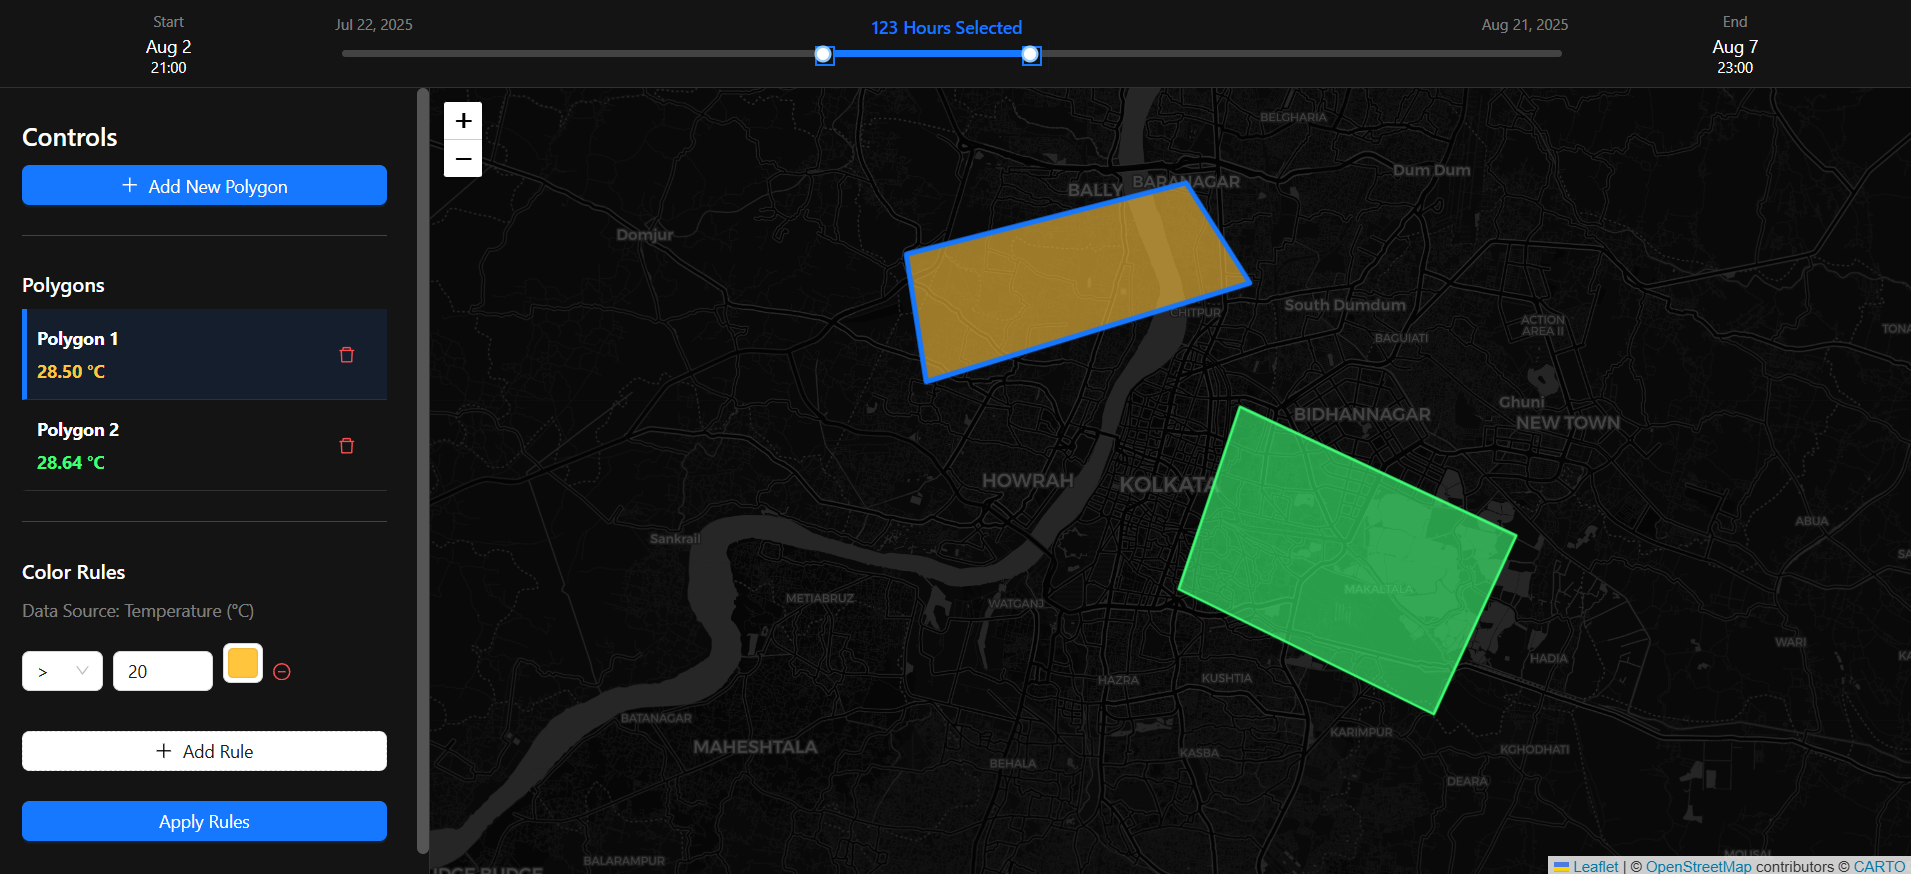 Start
Aug 2
21:00
Jul 22, 2025
123 Hours Selected
Aug 21, 2025
End
Aug 7
23:00
Controls
+ Add New Polygon
Polygons
Polygon 1
28.50 °C
Polygon 2
28.64 °C
Color Rules
Data Source: Temperature (°C)
> 20
+ Add Rule
Apply Rules
+
−
BELGHARIA
Dum Dum
BALLY
BARANAGAR
Domjur
South Dumdum
CHITPUR
ACTION
AREA II
BAGUIATI
Ghuni
BIDHANNAGAR
NEW TOWN
HOWRAH
KOLKATA
ABUA
Sankrail
METIABRUZ
WATGANJ
MAKALTALA
WARI
HADIA
HAZRA
KUSHTIA
BATANAGAR
MAHESHTALA
KARIMPUR
KGHODHATI
KASBA
BEHALA
DEARA
BALARAMPUR
Leaflet | © OpenStreetMap contributors © CARTO